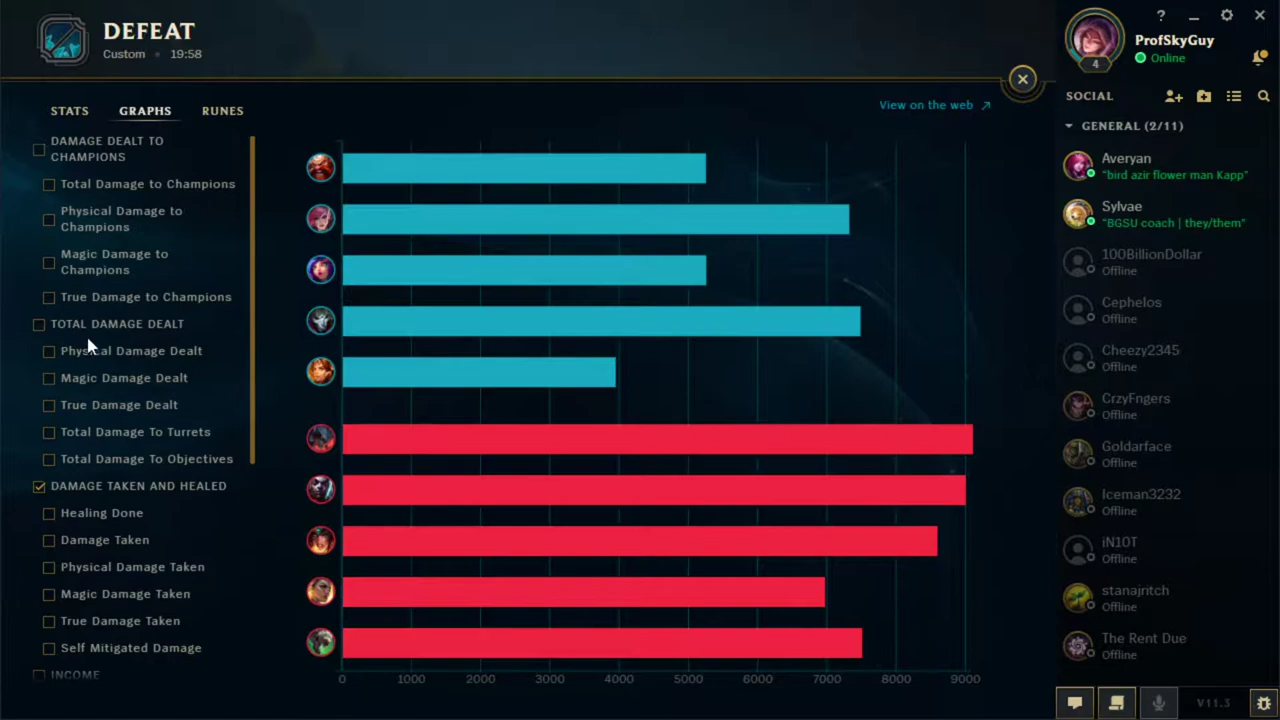 DEFEAT
Custom • 19:58
STATS
GRAPHS
RUNES
View on the web
DAMAGE DEALT TO
CHAMPIONS
Total Damage to Champions
Physical Damage to
Champions
Magic Damage to
Champions
True Damage to Champions
TOTAL DAMAGE DEALT
Physical Damage Dealt
Magic Damage Dealt
True Damage Dealt
Total Damage To Turrets
Total Damage To Objectives
DAMAGE TAKEN AND HEALED
Healing Done
Damage Taken
Physical Damage Taken
Magic Damage Taken
True Damage Taken
Self Mitigated Damage
INCOME
0 1000 2000 3000 4000 5000 6000 7000 8000 9000
?
ProfSkyGuy
Online
4
SOCIAL
GENERAL (2/11)
Averyan
"bird azir flower man Kapp"
Sylvae
"BGSU coach | they/them"
100BillionDollar
Offline
Cephelos
Offline
Cheezy2345
Offline
CrzyFngers
Offline
Goldarface
Offline
Iceman3232
Offline
iN10T
Offline
stanajritch
Offline
The Rent Due
Offline
V11.3